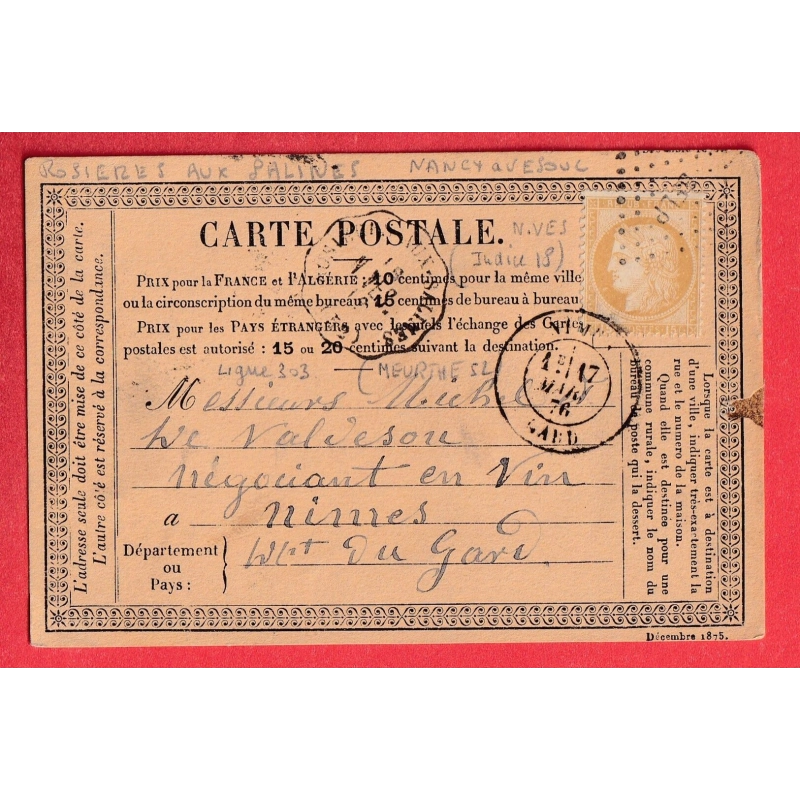 ROSIERES AUX SALINES NANCY A VESOUL
N.VES
(Indice 18)
CARTE POSTALE.
PRIX pour la FRANCE et l'ALGÉRIE : 10 centimes pour la même ville
ou la circonscription du même bureau; 15 centimes de bureau à bureau
PRIX pour les PAYS ÉTRANGERS avec lesquels l'échange des Cartes
postales est autorisé : 15 ou 20 centimes suivant la destination.
Ligne 303 (MEURTHE 52)
17
MARS
76
GARD
Messieurs Michel
De Valdeson
négociant en Vin
a nimes
Département
ou
Pays :
Dt Du Gard
L'adresse seule doit être mise de ce côté de la carte.
L'autre côté est réservé à la correspondance.
Lorsque la carte est à destination
d'une ville, indiquer très-exactement la
rue et le numéro de la maison.
Quand elle est destinée pour une
commune rurale, indiquer le nom du
bureau de poste qui la dessert.
Décembre 1875.